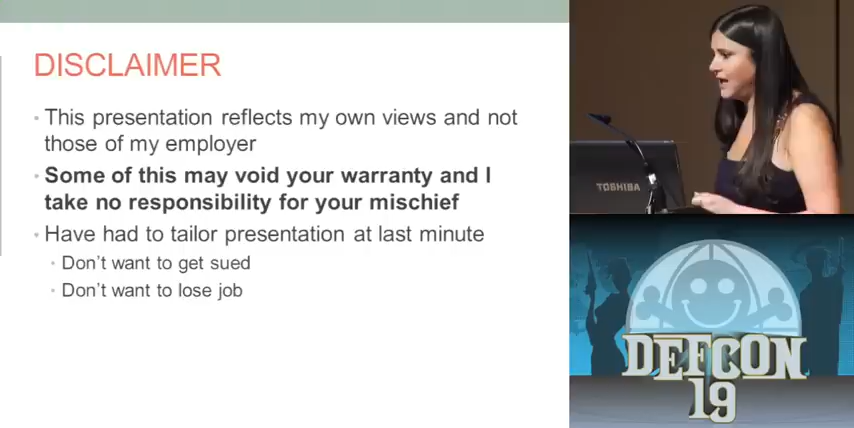 DISCLAIMER
This presentation reflects my own views and not
those of my employer
Some of this may void your warranty and I
take no responsibility for your mischief
Have had to tailor presentation at last minute
Don't want to get sued
Don't want to lose job
TOSHIBA
DEFCON
19